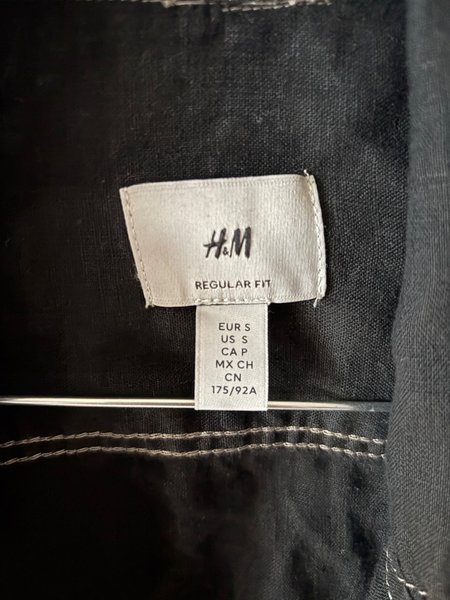 H&M
REGULAR FIT
EUR S
US S
CA P
MX CH
CN
175/92A